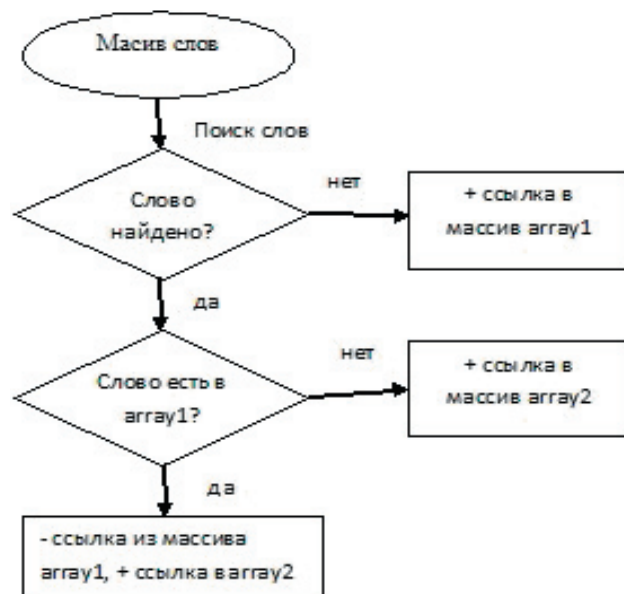 Масив слов
Поиск слов
Слово
найдено?
нет
+ ссылка в
массив array1
да
Слово есть в
array1?
нет
+ ссылка в
массив array2
да
- ссылка из массива
array1, + ссылка вarray2